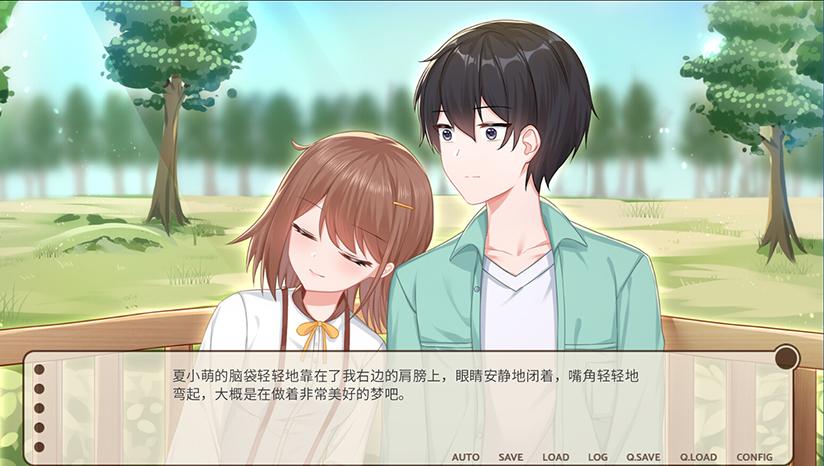 夏小萌的脑袋轻轻地靠在了我右边的肩膀上，眼睛安静地闭着，嘴角轻轻地
弯起，大概是在做着非常美好的梦吧。
AUTO SAVE LOAD LOG Q.SAVE Q.LOAD CONFIG